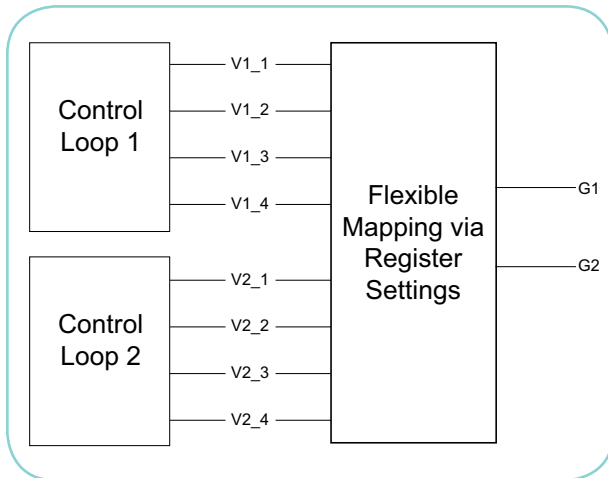 Control
Loop 1
V1_1
V1_2
V1_3
V1_4
Control
Loop 2
V2_1
V2_2
V2_3
V2_4
Flexible
Mapping via
Register
Settings
G1
G2